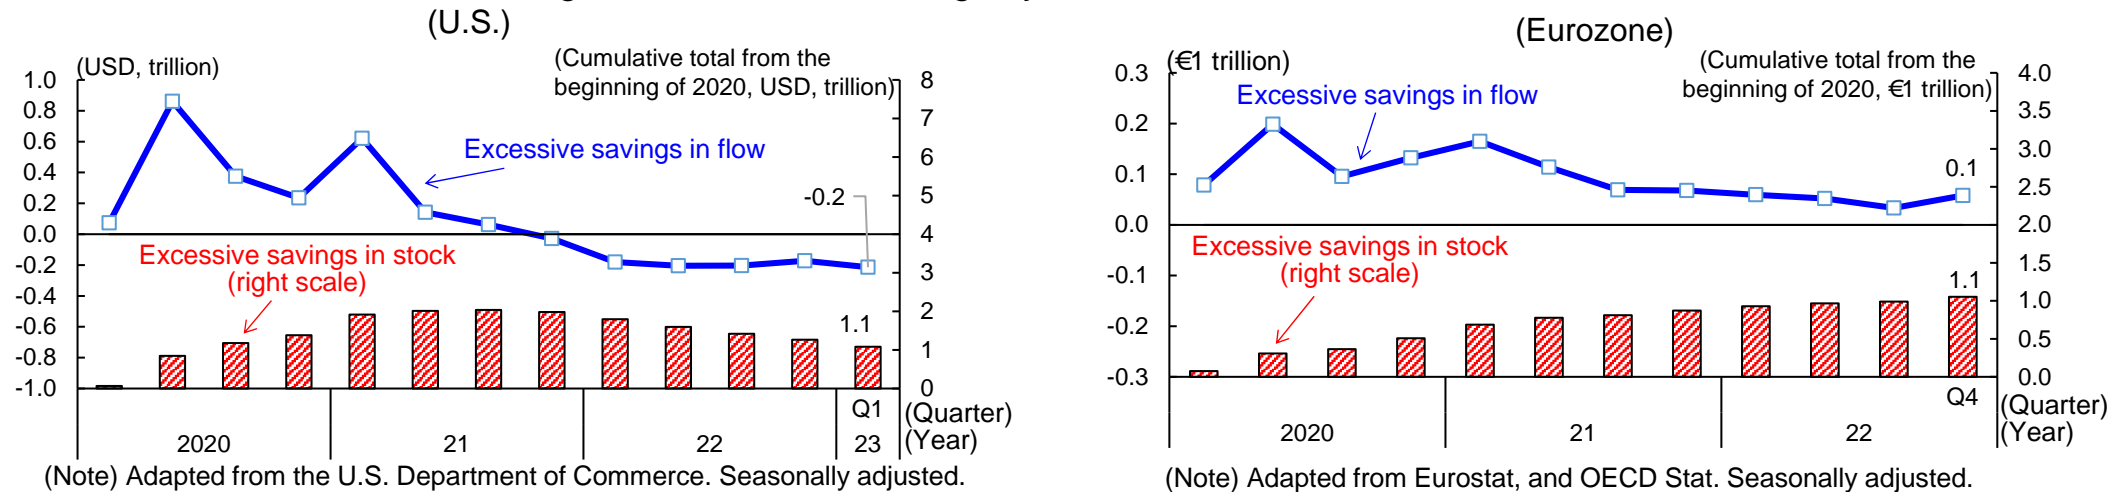 (U.S.)
(USD, trillion)
(Cumulative total from the
beginning of 2020, USD, trillion)
1.0
0.8
0.6
0.4
0.2
0.0
-0.2
-0.4
-0.6
-0.8
-1.0
8
7
6
5
4
3
2
1
0
Excessive savings in flow
-0.2
Excessive savings in stock
(right scale)
1.1
Q1
(Quarter)
2020
21
22
23
(Year)
(Note) Adapted from the U.S. Department of Commerce. Seasonally adjusted.
(Eurozone)
(€1 trillion)
(Cumulative total from the
beginning of 2020, €1 trillion)
0.3
0.2
0.1
0.0
-0.1
-0.2
-0.3
4.0
3.5
3.0
2.5
2.0
1.5
1.0
0.5
0.0
Excessive savings in flow
0.1
Excessive savings in stock
(right scale)
1.1
Q4
(Quarter)
2020
21
22
(Year)
(Note) Adapted from Eurostat, and OECD Stat. Seasonally adjusted.